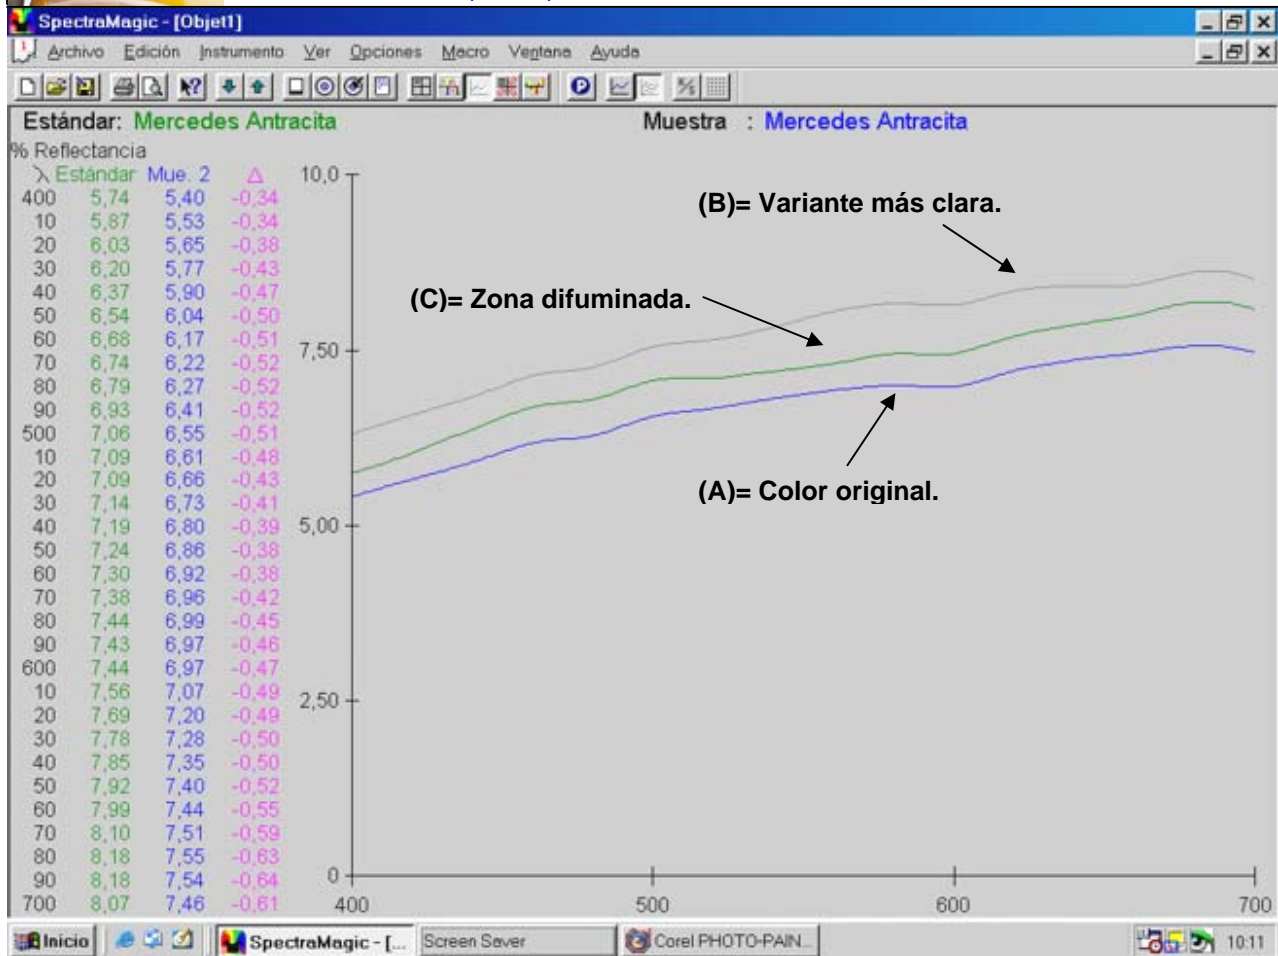 SpectraMagic - [Objet1]
Archivo Edición Instrumento Ver Opciones Macro Ventana Ayuda
Estándar: Mercedes Antracita Muestra : Mercedes Antracita
% Reflectancia
λ Estándar Mue. 2 Δ
400 5,74 5,40 -0,34
10 5,87 5,53 -0,34
20 6,03 5,65 -0,38
30 6,20 5,77 -0,43
40 6,37 5,90 -0,47
50 6,54 6,04 -0,50
60 6,68 6,17 -0,51
70 6,74 6,22 -0,52
80 6,79 6,27 -0,52
90 6,93 6,41 -0,52
500 7,06 6,55 -0,51
10 7,09 6,61 -0,48
20 7,09 6,66 -0,43
30 7,14 6,73 -0,41
40 7,19 6,80 -0,39
50 7,24 6,86 -0,38
60 7,30 6,92 -0,38
70 7,38 6,96 -0,42
80 7,44 6,99 -0,45
90 7,43 6,97 -0,46
600 7,44 6,97 -0,47
10 7,56 7,07 -0,49
20 7,69 7,20 -0,49
30 7,78 7,28 -0,50
40 7,85 7,35 -0,50
50 7,92 7,40 -0,52
60 7,99 7,44 -0,55
70 8,10 7,51 -0,59
80 8,18 7,55 -0,63
90 8,18 7,54 -0,64
700 8,07 7,46 -0,61
10,0
7,50
5,00
2,50
0
400 500 600 700
(B)= Variante más clara.
(C)= Zona difuminada.
(A)= Color original.
Inicio SpectraMagic - [... Screen Saver Corel PHOTO-PAIN... 10:11